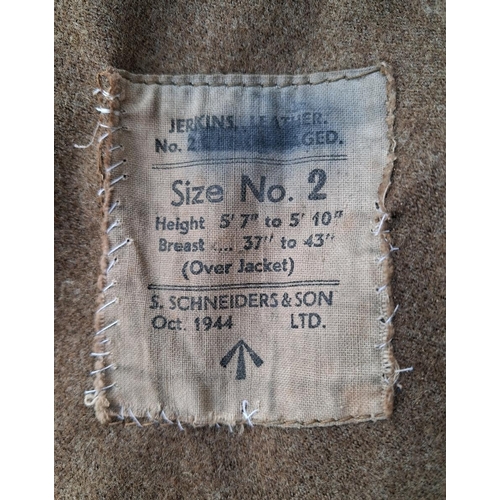 JERKINS, LEATHER.
No. 2 GED.
Size No. 2
Height 5' 7" to 5' 10"
Breast .... 37" to 43"
(Over Jacket)
S. SCHNEIDERS & SON
Oct. 1944 LTD.